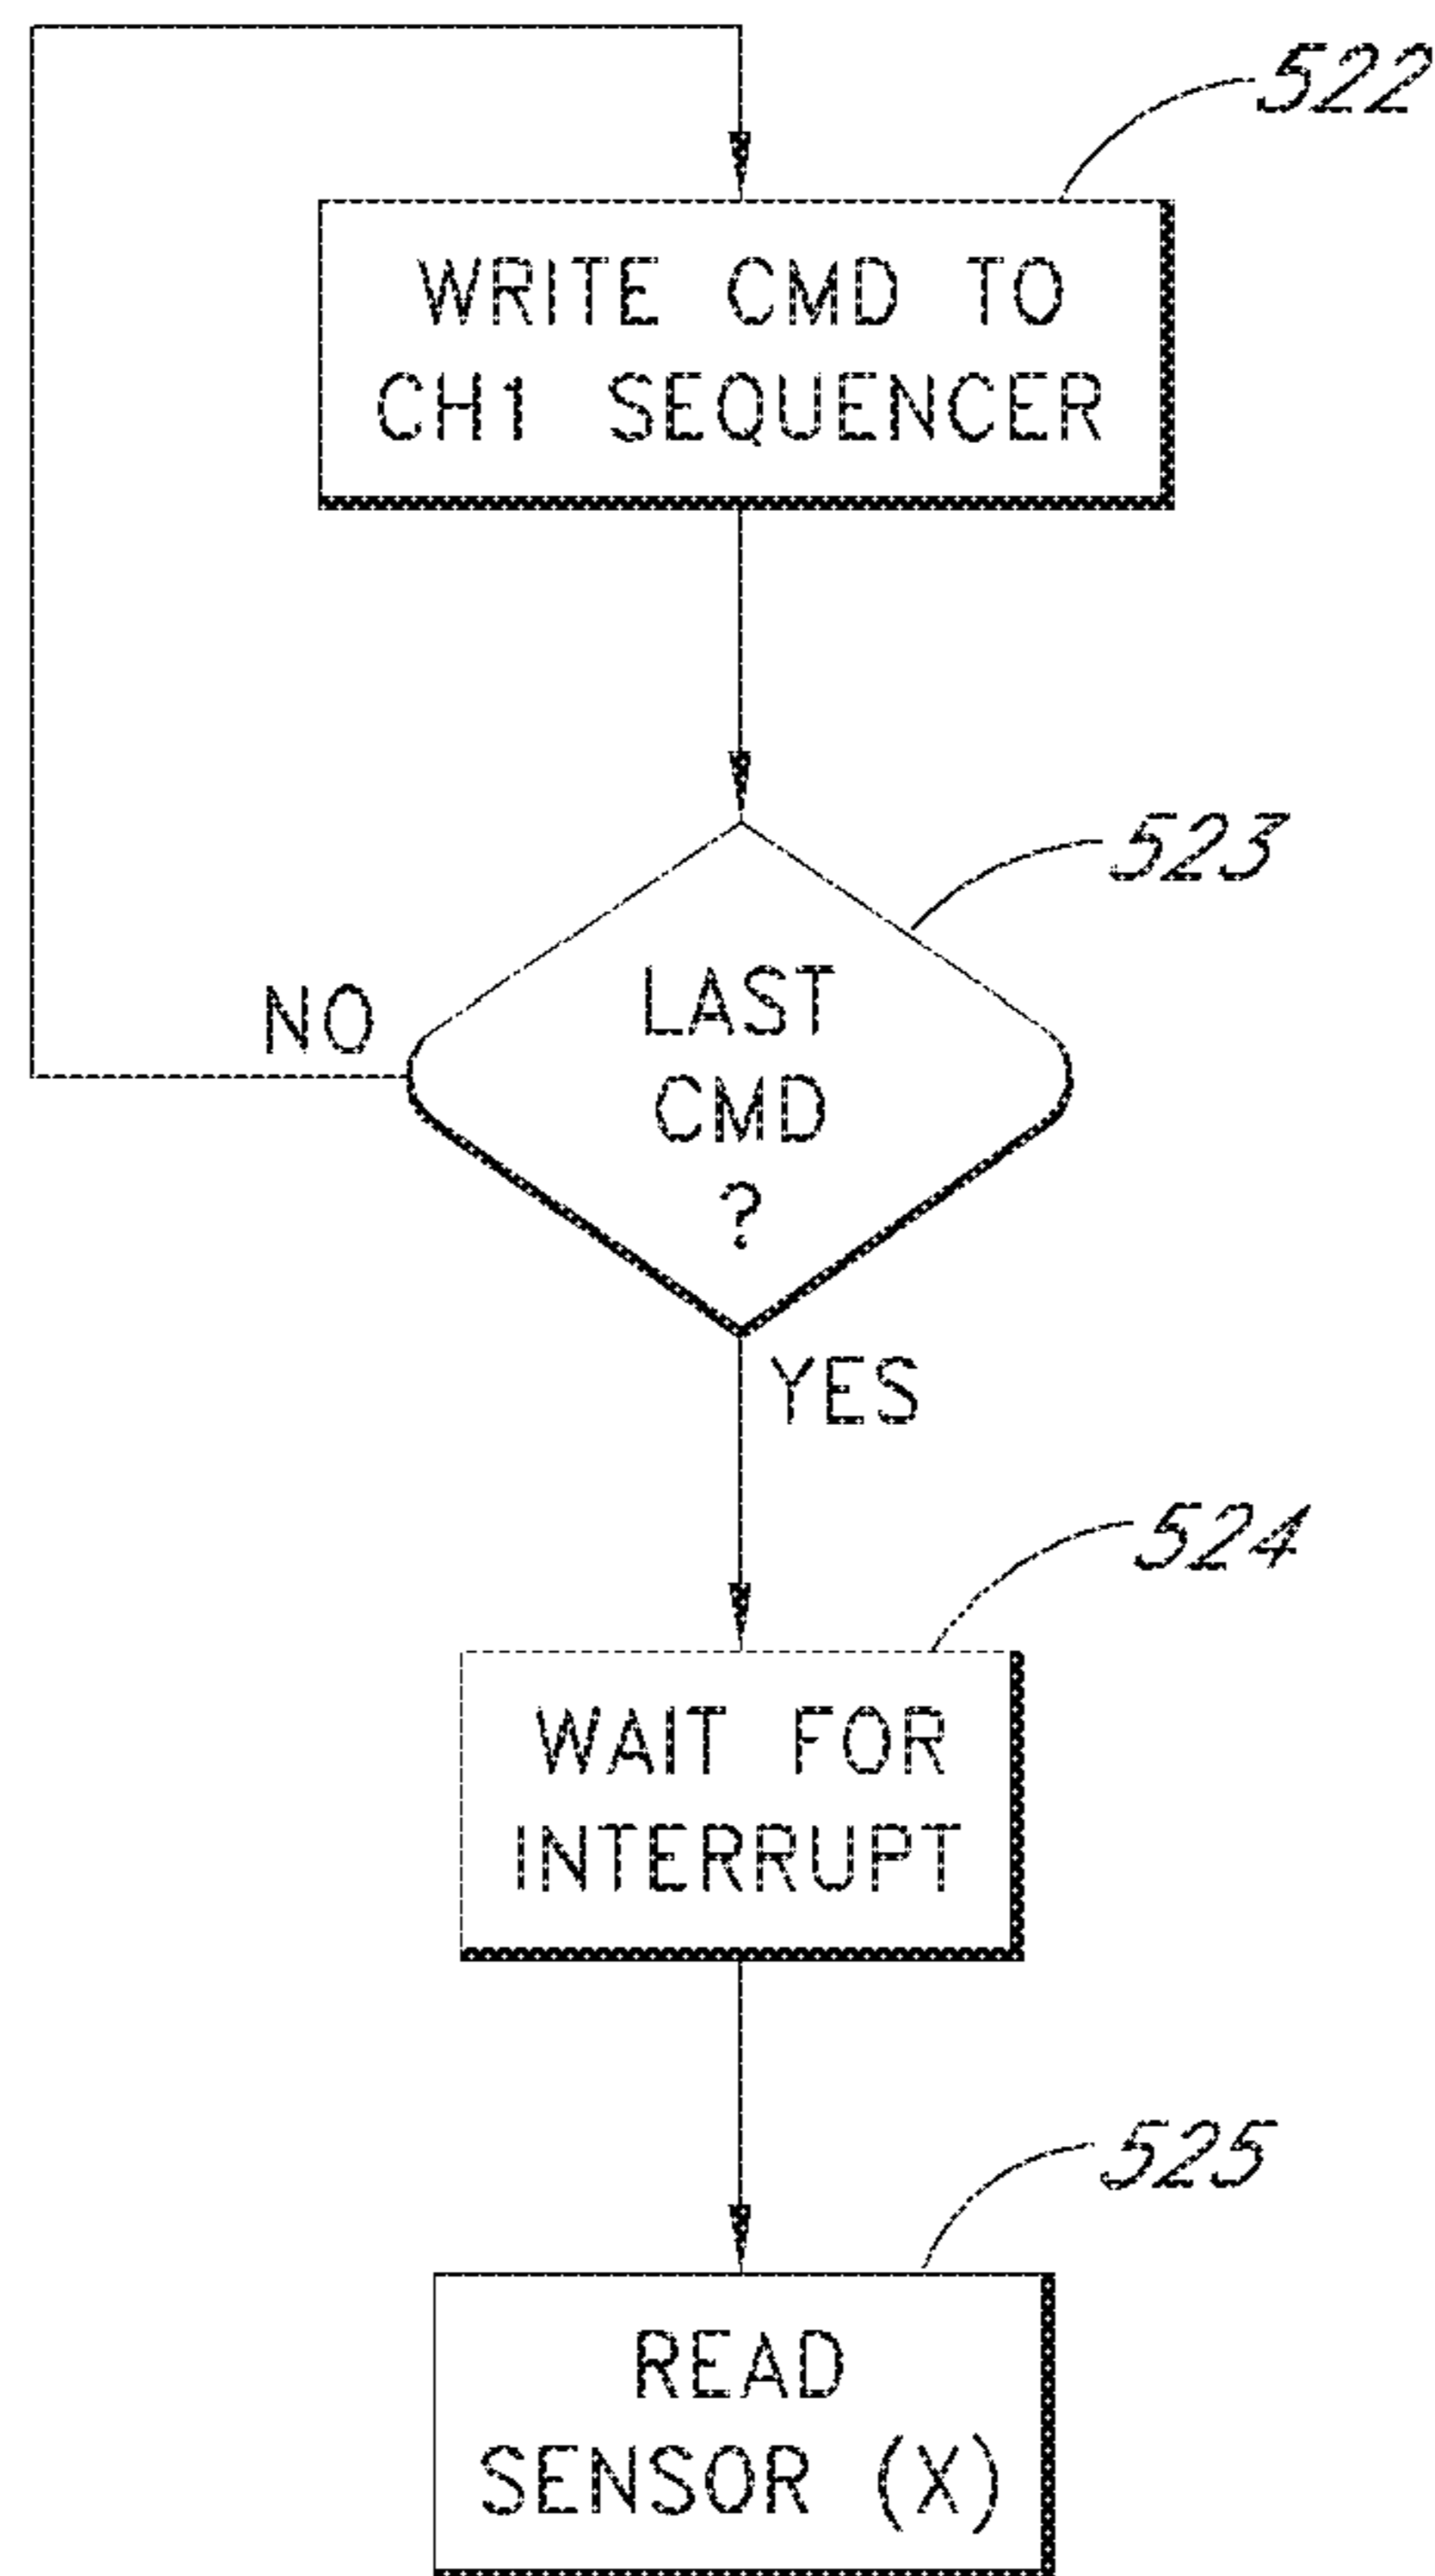 522
WRITE CMD TO
CH1 SEQUENCER
523
NO
LAST
CMD
?
YES
524
WAIT FOR
INTERRUPT
525
READ
SENSOR (X)